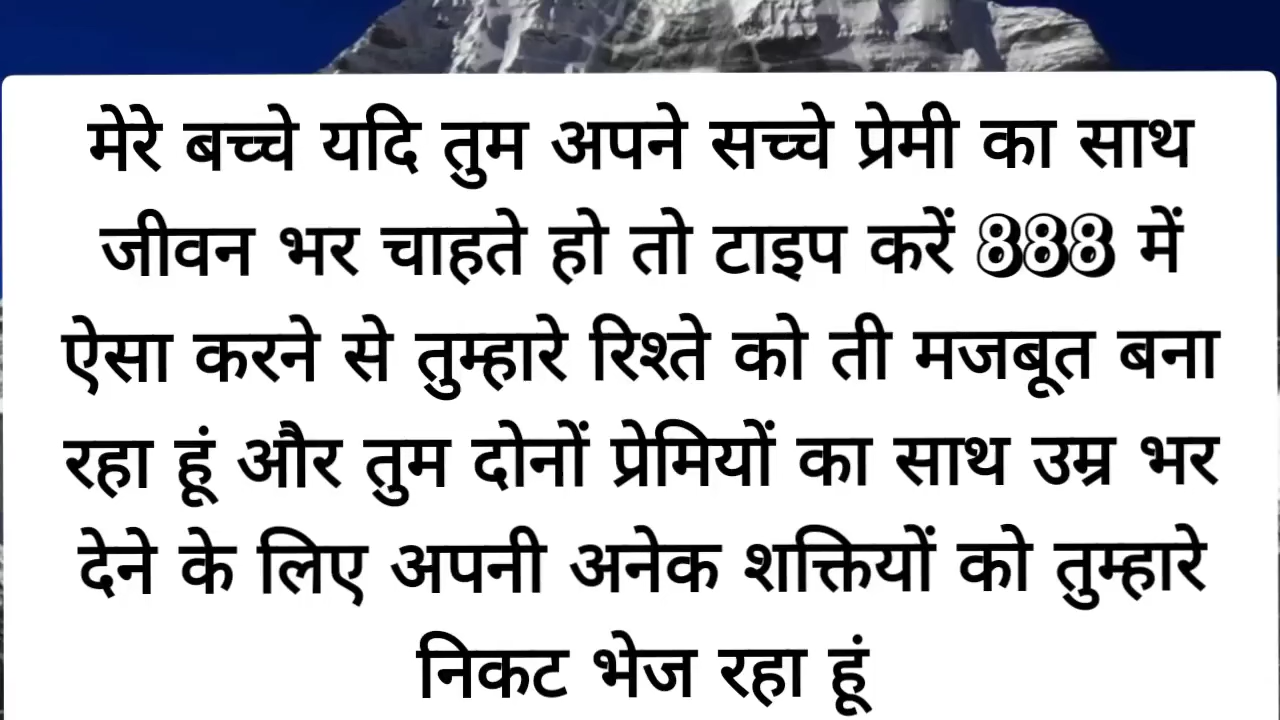 मेरे बच्चे यदि तुम अपने सच्चे प्रेमी का साथ
जीवन भर चाहते हो तो टाइप करें 888 में
ऐसा करने से तुम्हारे रिश्ते को ती मजबूत बना
रहा हूं और तुम दोनों प्रेमियों का साथ उम्र भर
देने के लिए अपनी अनेक शक्तियों को तुम्हारे
निकट भेज रहा हूं